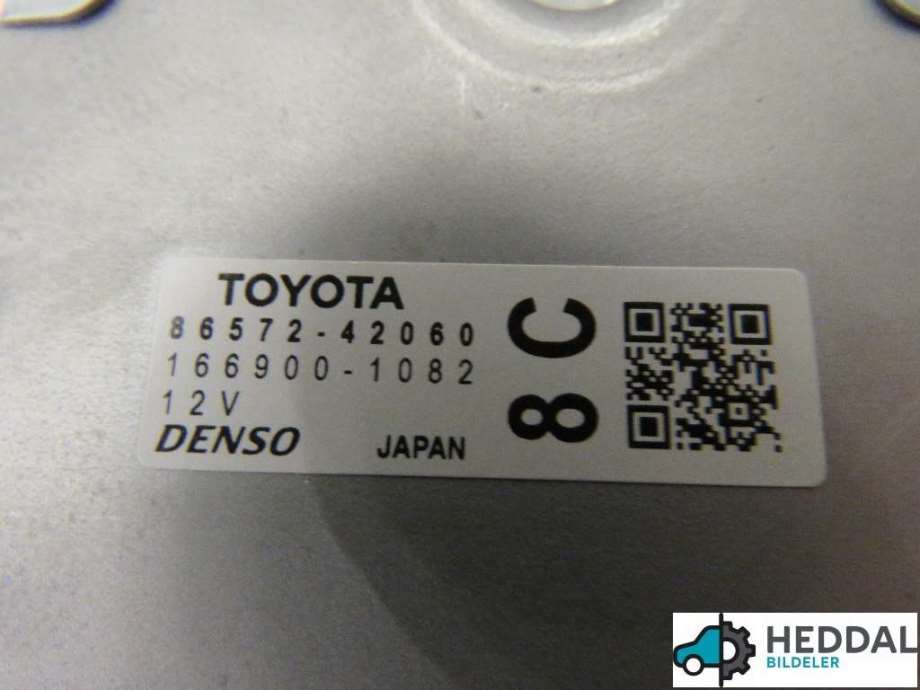 TOYOTA
86572-42060
166900-1082
12V
DENSO JAPAN
8C
HEDDAL
BILDELER